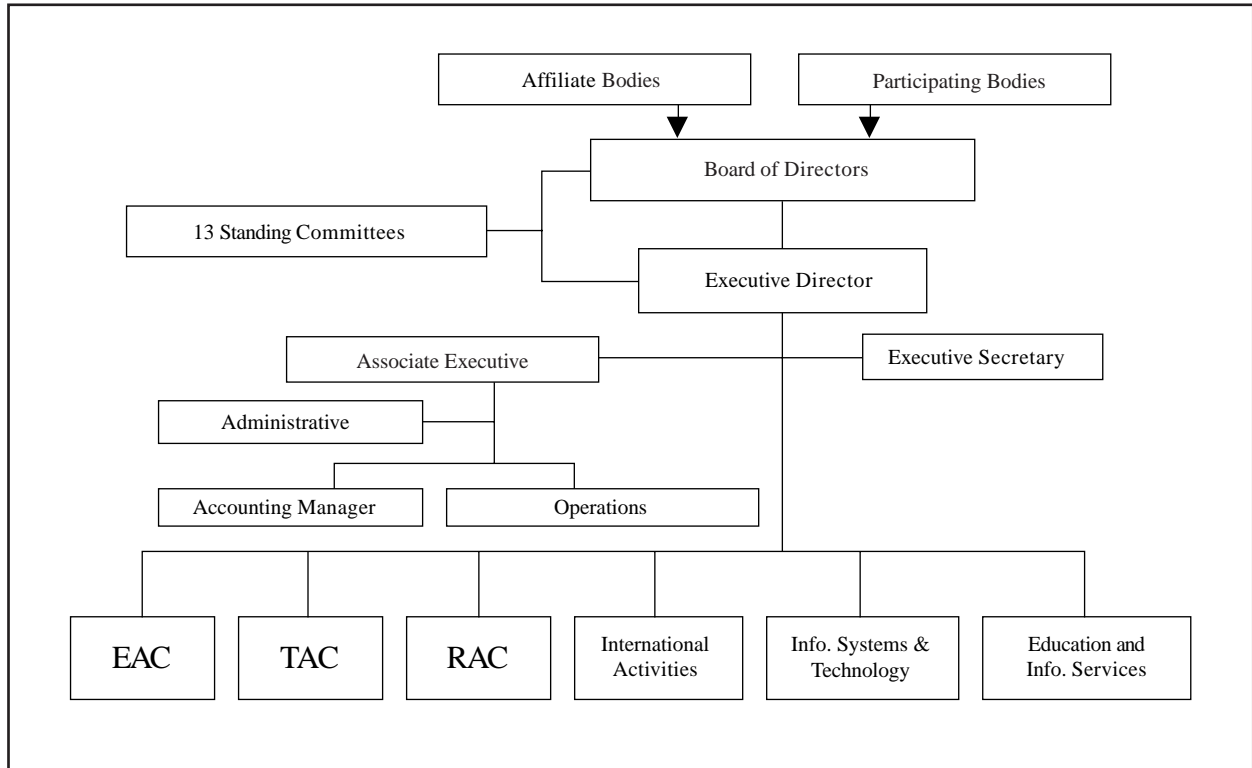 Affiliate Bodies
Participating Bodies
Board of Directors
13 Standing Committees
Executive Director
Associate Executive
Executive Secretary
Administrative
Accounting Manager
Operations
EAC
TAC
RAC
International
Activities
Info. Systems &
Technology
Education and
Info. Services